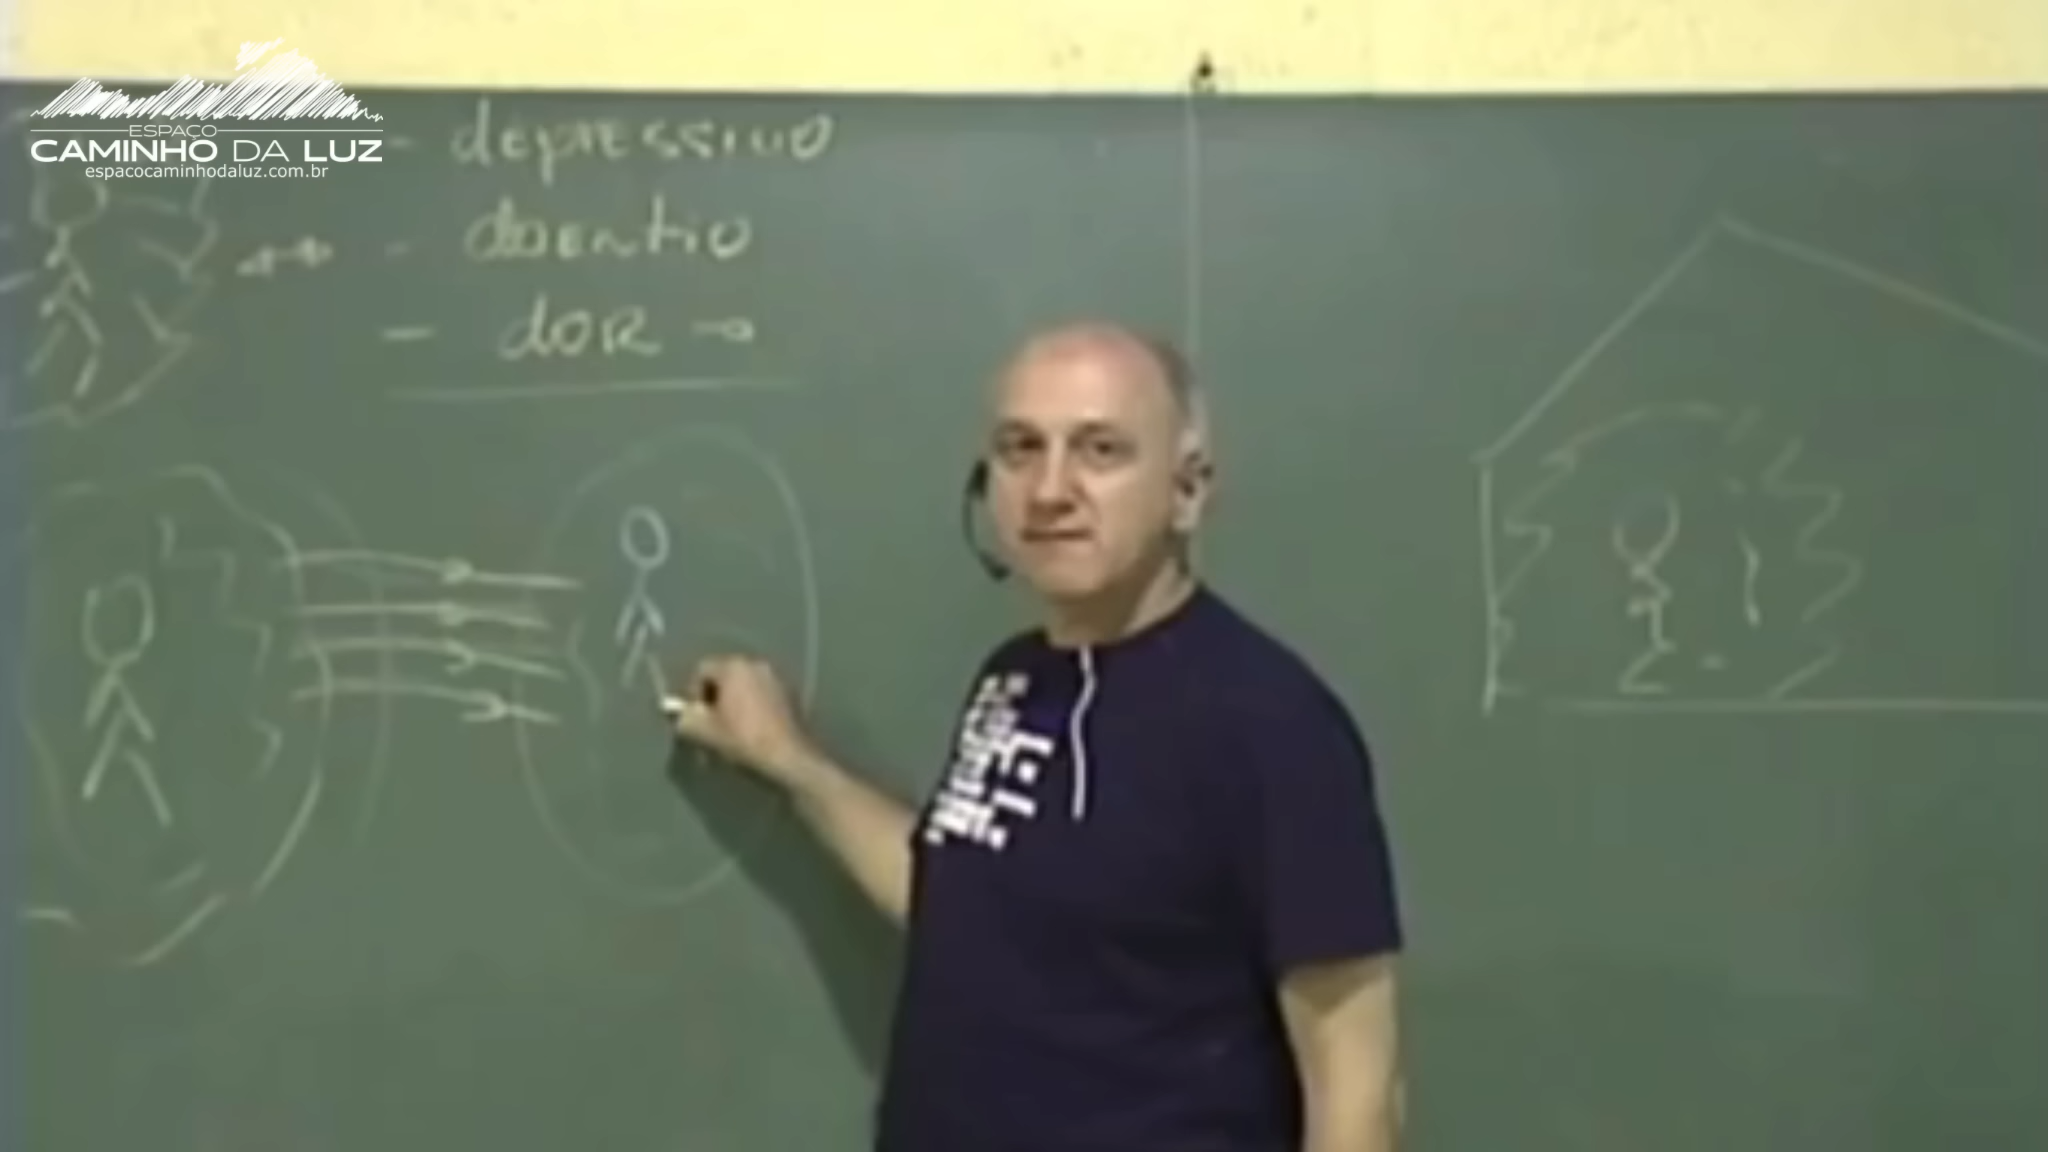 ESPAÇO
CAMINHO DA LUZ
espacocaminhodaluz.com.br
- depressivo
- doentio
- dor